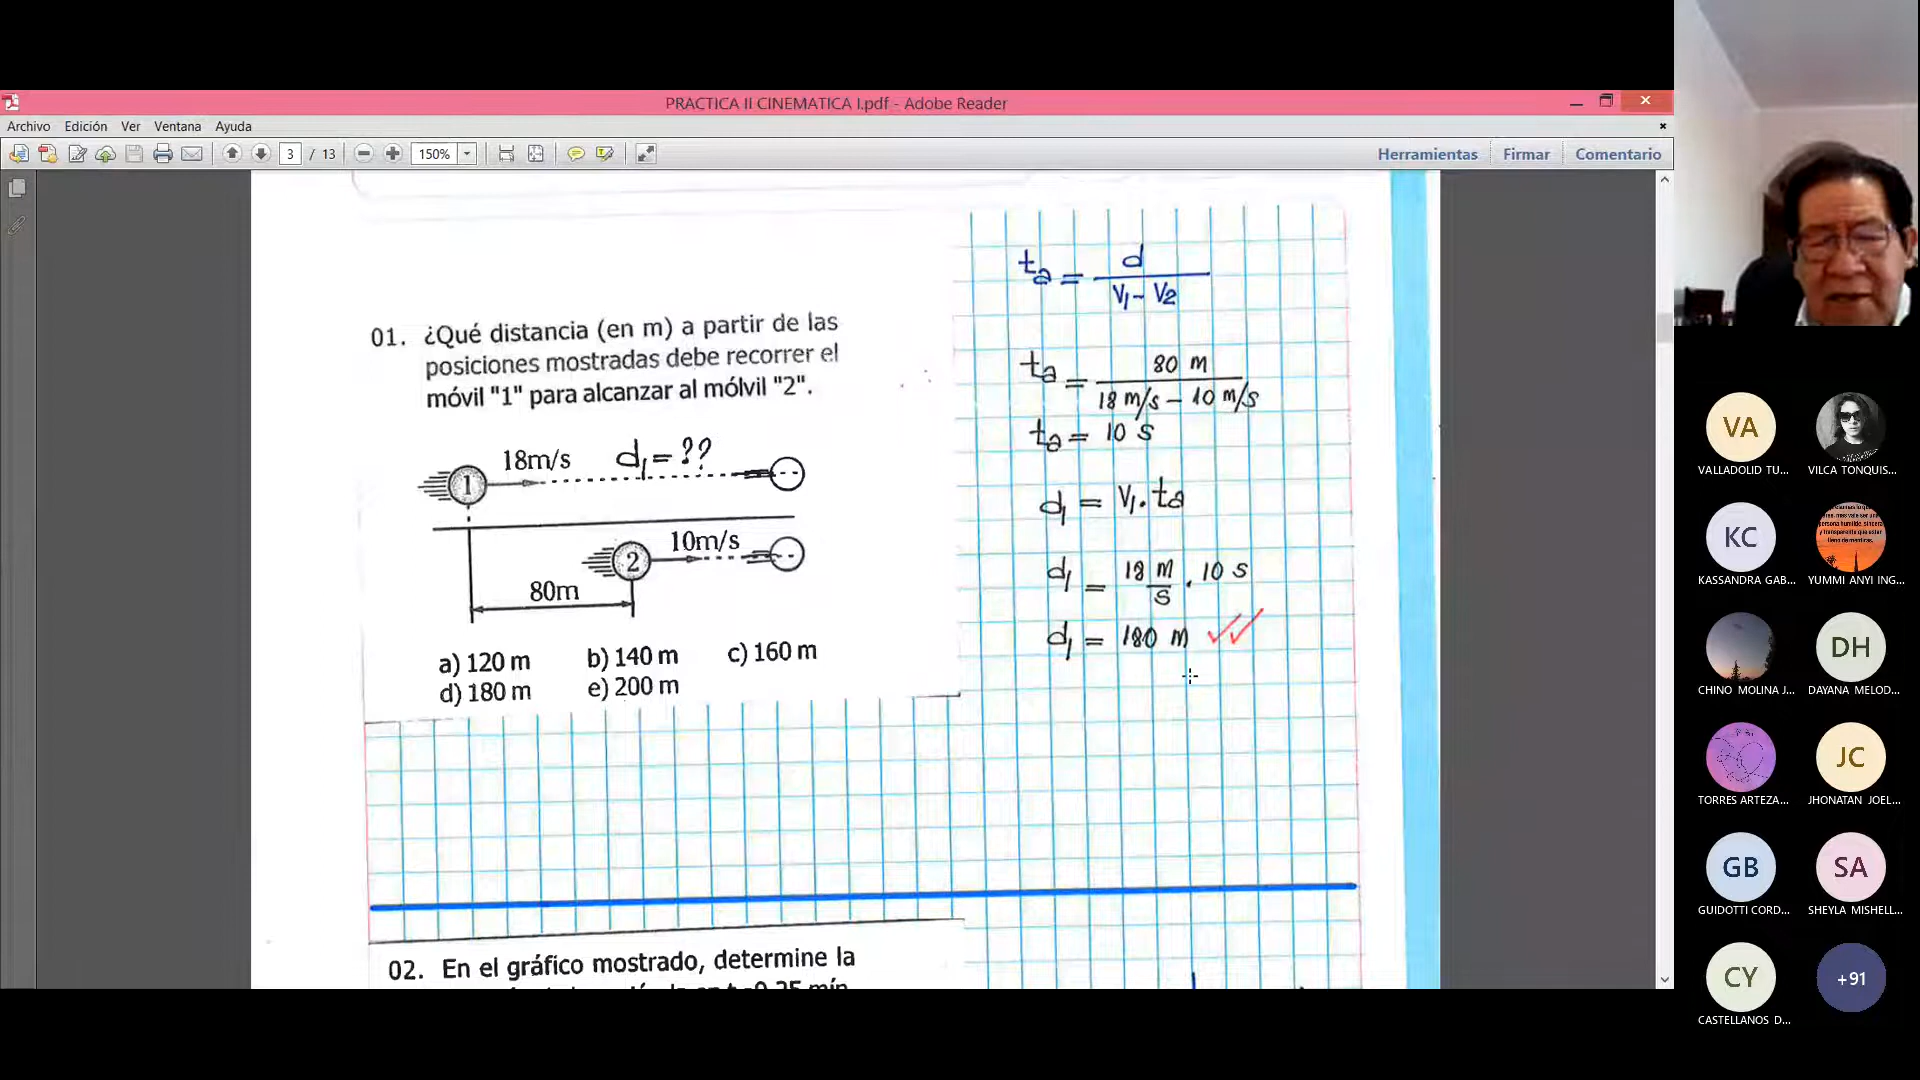 PRACTICA II CINEMATICA I.pdf - Adobe Reader
Archivo Edición Ver Ventana Ayuda
3 / 13 150% Herramientas Firmar Comentario
01. ¿Qué distancia (en m) a partir de las
posiciones mostradas debe recorrer el
móvil "1" para alcanzar al mólvil "2".
18m/s d₁ = ??
1
10m/s
2
80m
a) 120 m b) 140 m c) 160 m
d) 180 m e) 200 m
ta = d / V₁ - V₂
ta = 80 m / 18 m/s - 10 m/s
ta = 10 s
d₁ = V₁ . ta
d₁ = 18 m/s . 10 s
d₁ = 180 m
02. En el gráfico mostrado, determine la
VA
VALLADOLID TU...
VILCA TONQUIS...
KC
KASSANDRA GAB...
YUMMI ANYI ING...
CHINO MOLINA J...
DH
DAYANA MELOD...
TORRES ARTEZA...
JC
JHONATAN JOEL...
GB
GUIDOTTI CORD...
SA
SHEYLA MISHELL...
CY
CASTELLANOS D...
+91